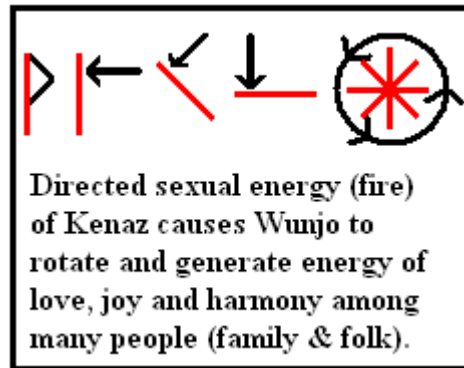 Directed sexual energy (fire)
of Kenaz causes Wunjo to
rotate and generate energy of
love, joy and harmony among
many people (family & folk).